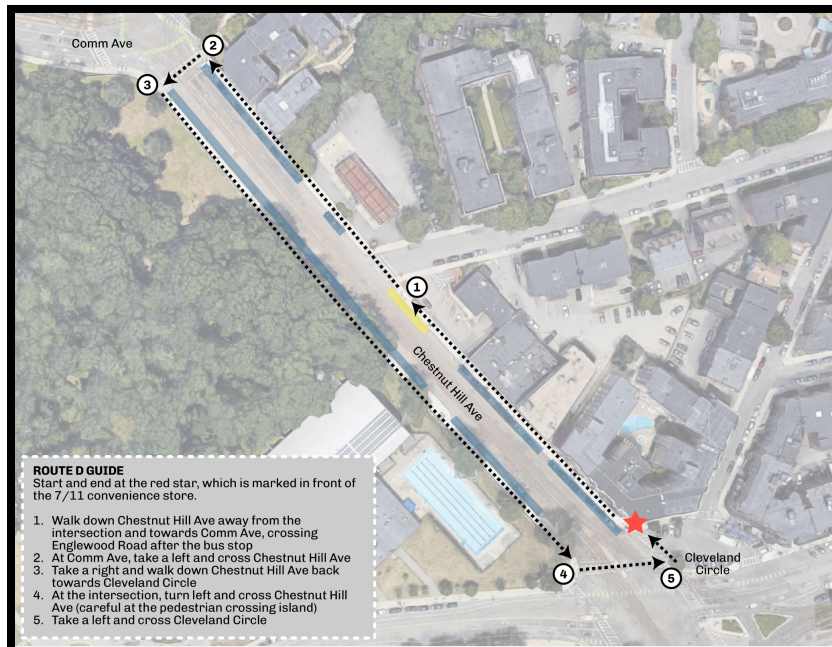 Comm Ave
2
3
1
Chestnut Hill Ave
ROUTE D GUIDE
Start and end at the red star, which is marked in front of
the 7/11 convenience store.
1. Walk down Chestnut Hill Ave away from the
intersection and towards Comm Ave, crossing
Englewood Road after the bus stop
2. At Comm Ave, take a left and cross Chestnut Hill Ave
3. Take a right and walk down Chestnut Hill Ave back
towards Cleveland Circle
4. At the intersection, turn left and cross Chestnut Hill
Ave (careful at the pedestrian crossing island)
5. Take a left and cross Cleveland Circle
4
5
Cleveland
Circle